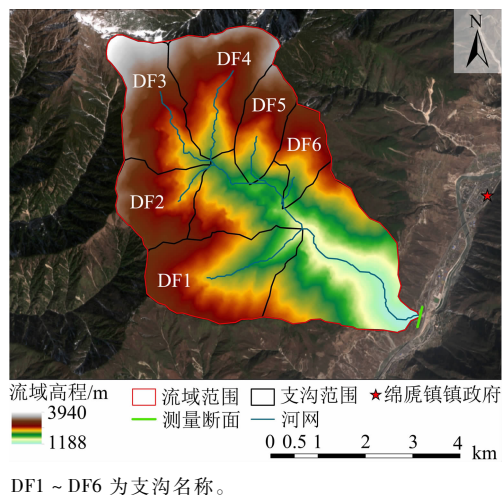 N
DF4
DF3
DF5
DF6
DF2
DF1
流域高程/m
3940
1188
流域范围
支沟范围
绵虒镇镇政府
测量断面
河网
0 0.5 1 2 3 4 km
DF1 ~ DF6 为支沟名称。